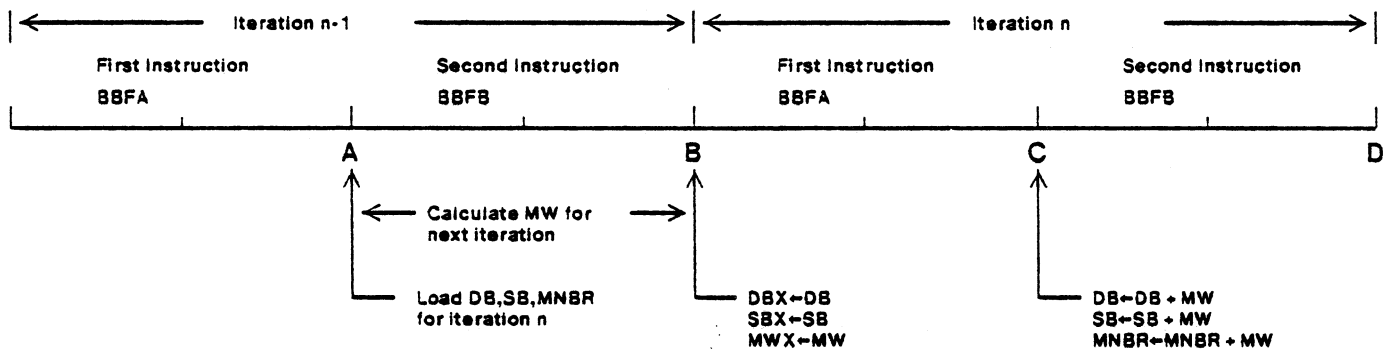 Iteration n-1 Iteration n
First Instruction Second Instruction First Instruction Second Instruction
BBFA BBFB BBFA BBFB
A B C D
Calculate MW for
next iteration
Load DB,SB,MNBR
for iteration n
DBX←DB
SBX←SB
MWX←MW
DB←DB + MW
SB←SB + MW
MNBR←MNBR + MW